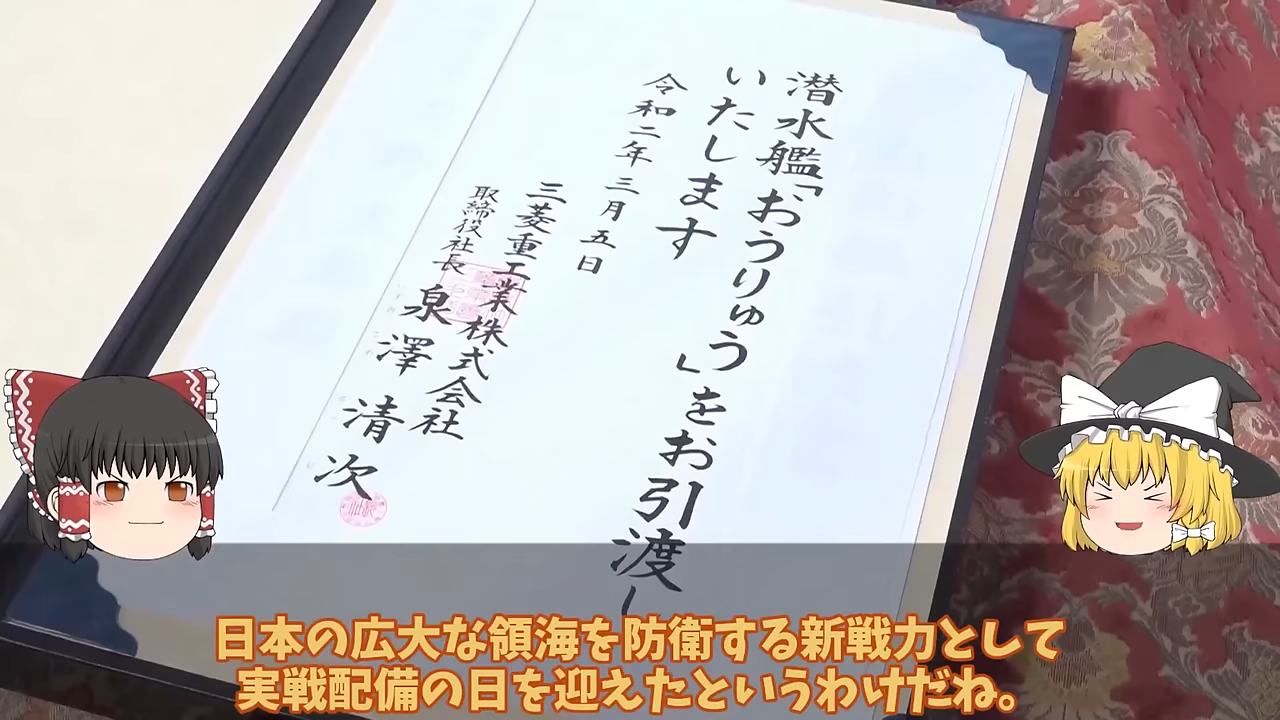 潜水艦「おうりゅう」をお引渡し
いたします
令和二年三月五日
三菱重工業株式会社
取締役社長 泉澤清次
日本の広大な領海を防衛する新戦力として
実戦配備の日を迎えたというわけだね。